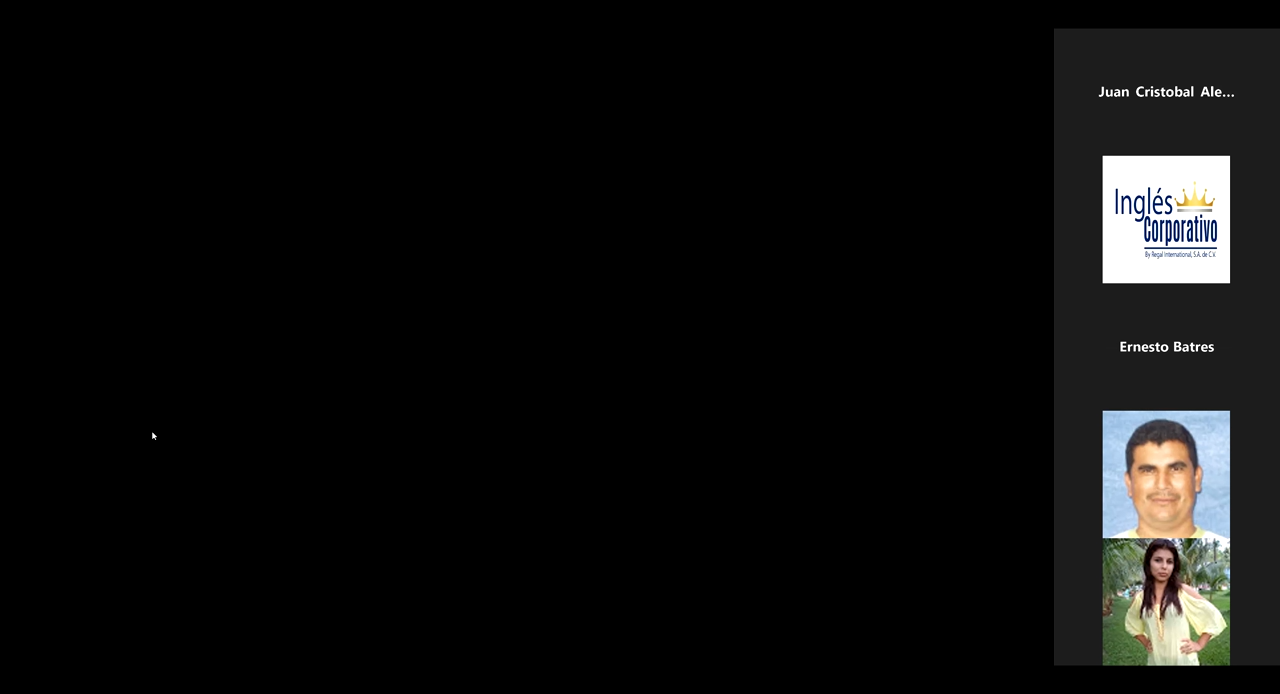 Juan Cristobal Ale...
Inglés
Corporativo
By Regal International, S.A. de C.V.
Ernesto Batres